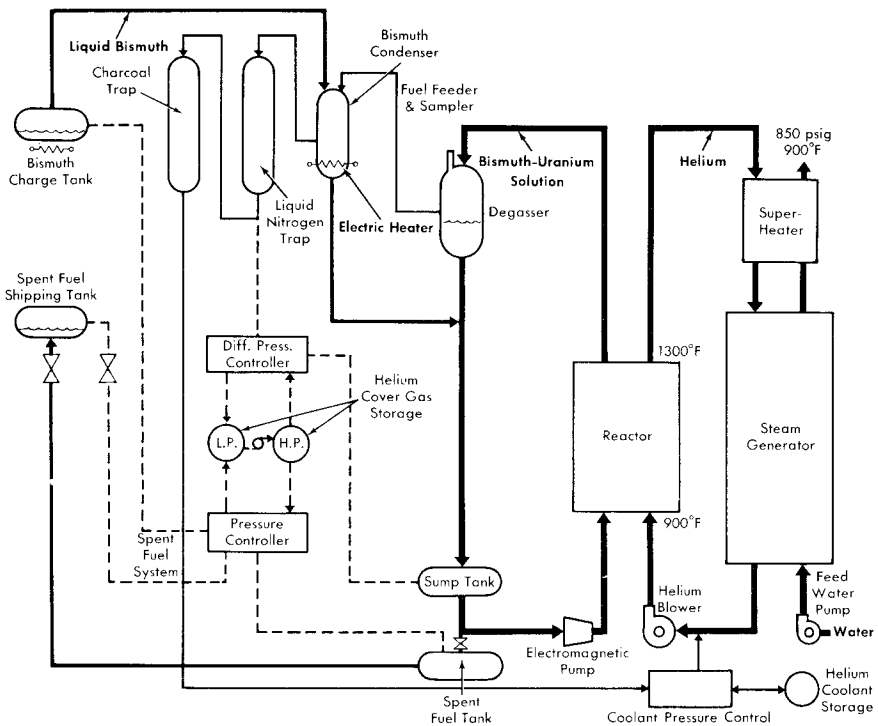 Liquid Bismuth
Charcoal
Trap
Bismuth
Condenser
Fuel Feeder
& Sampler
Bismuth
Charge Tank
Liquid
Nitrogen
Trap
Electric Heater
Bismuth-Uranium
Solution
Degasser
Helium
850 psig
900°F
Super-
Heater
Spent Fuel
Shipping Tank
Diff. Press.
Controller
Helium
Cover Gas
Storage
L.P.
H.P.
1300°F
Reactor
Steam
Generator
900°F
Pressure
Controller
Spent
Fuel
System
Sump Tank
Helium
Blower
Feed
Water
Pump
Water
Electromagnetic
Pump
Spent
Fuel Tank
Coolant Pressure Control
Helium
Coolant
Storage